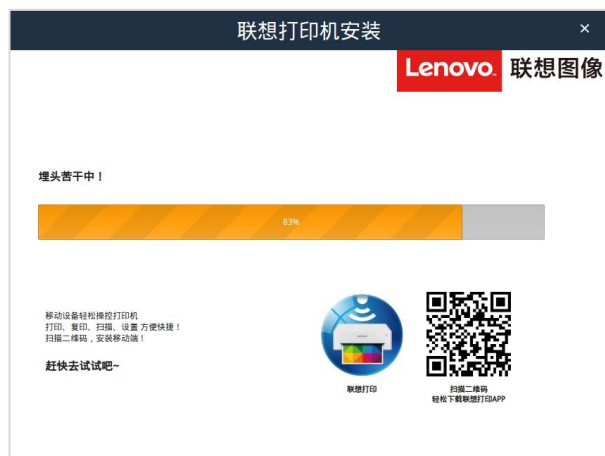 联想打印机安装 ×
Lenovo 联想图像
埋头苦干中！
83%
移动设备轻松操控打印机
打印、复印、扫描、设置 方便快捷！
扫描二维码，安装移动端！
赶快去试试吧~
联想打印
扫描二维码
轻松下载联想打印APP